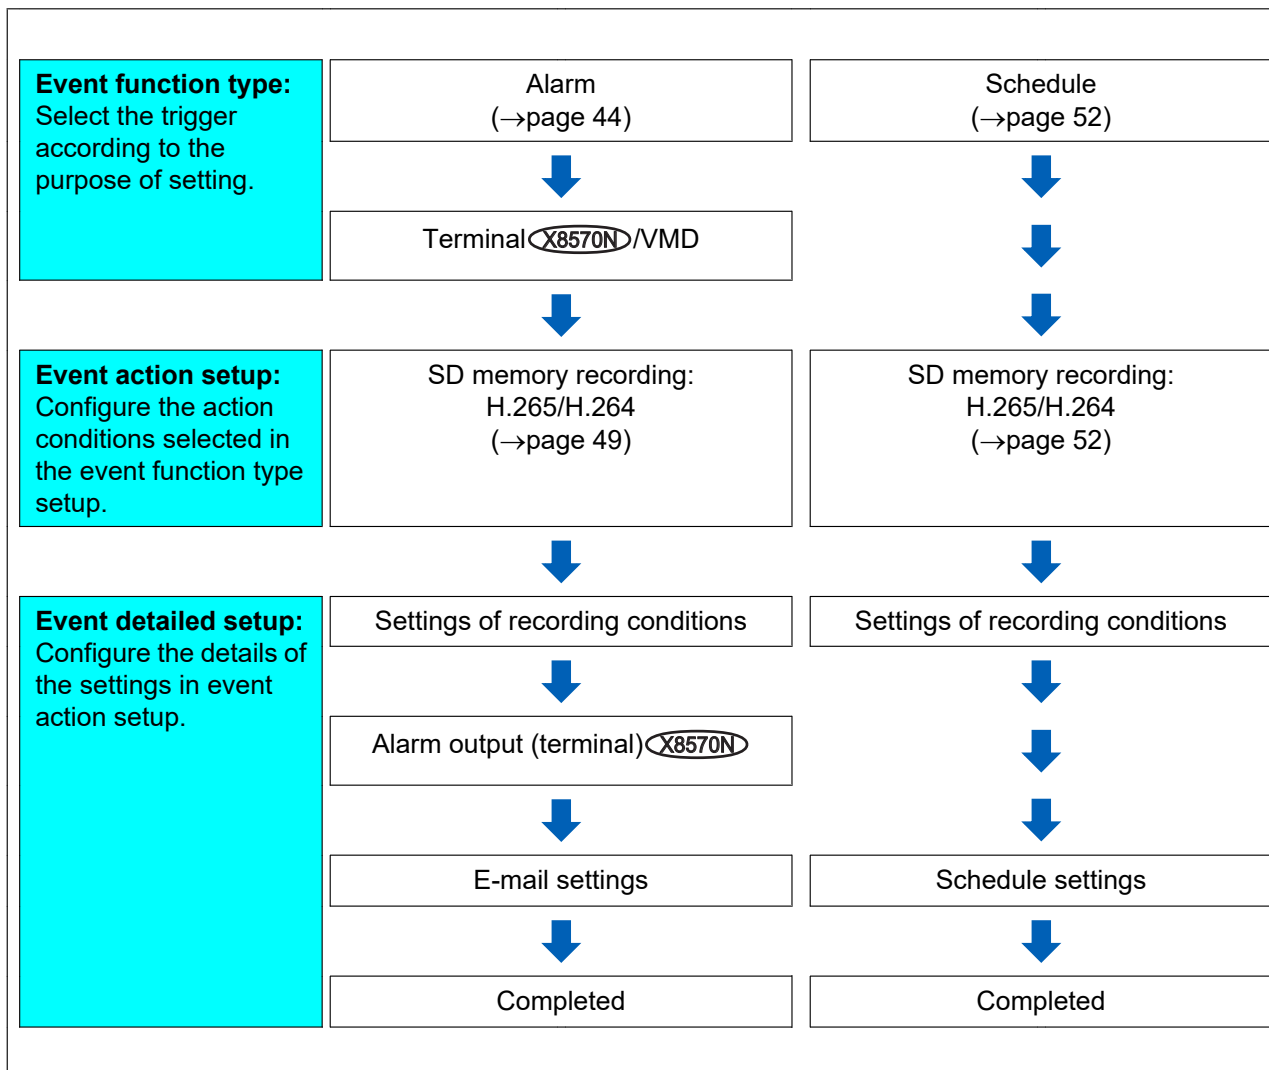 Event function type:
Select the trigger
according to the
purpose of setting.
Alarm
(→page 44)
Schedule
(→page 52)
Terminal X8570N/VMD
Event action setup:
Configure the action
conditions selected in
the event function type
setup.
SD memory recording:
H.265/H.264
(→page 49)
SD memory recording:
H.265/H.264
(→page 52)
Event detailed setup:
Configure the details of
the settings in event
action setup.
Settings of recording conditions
Settings of recording conditions
Alarm output (terminal) X8570N
E-mail settings
Schedule settings
Completed
Completed